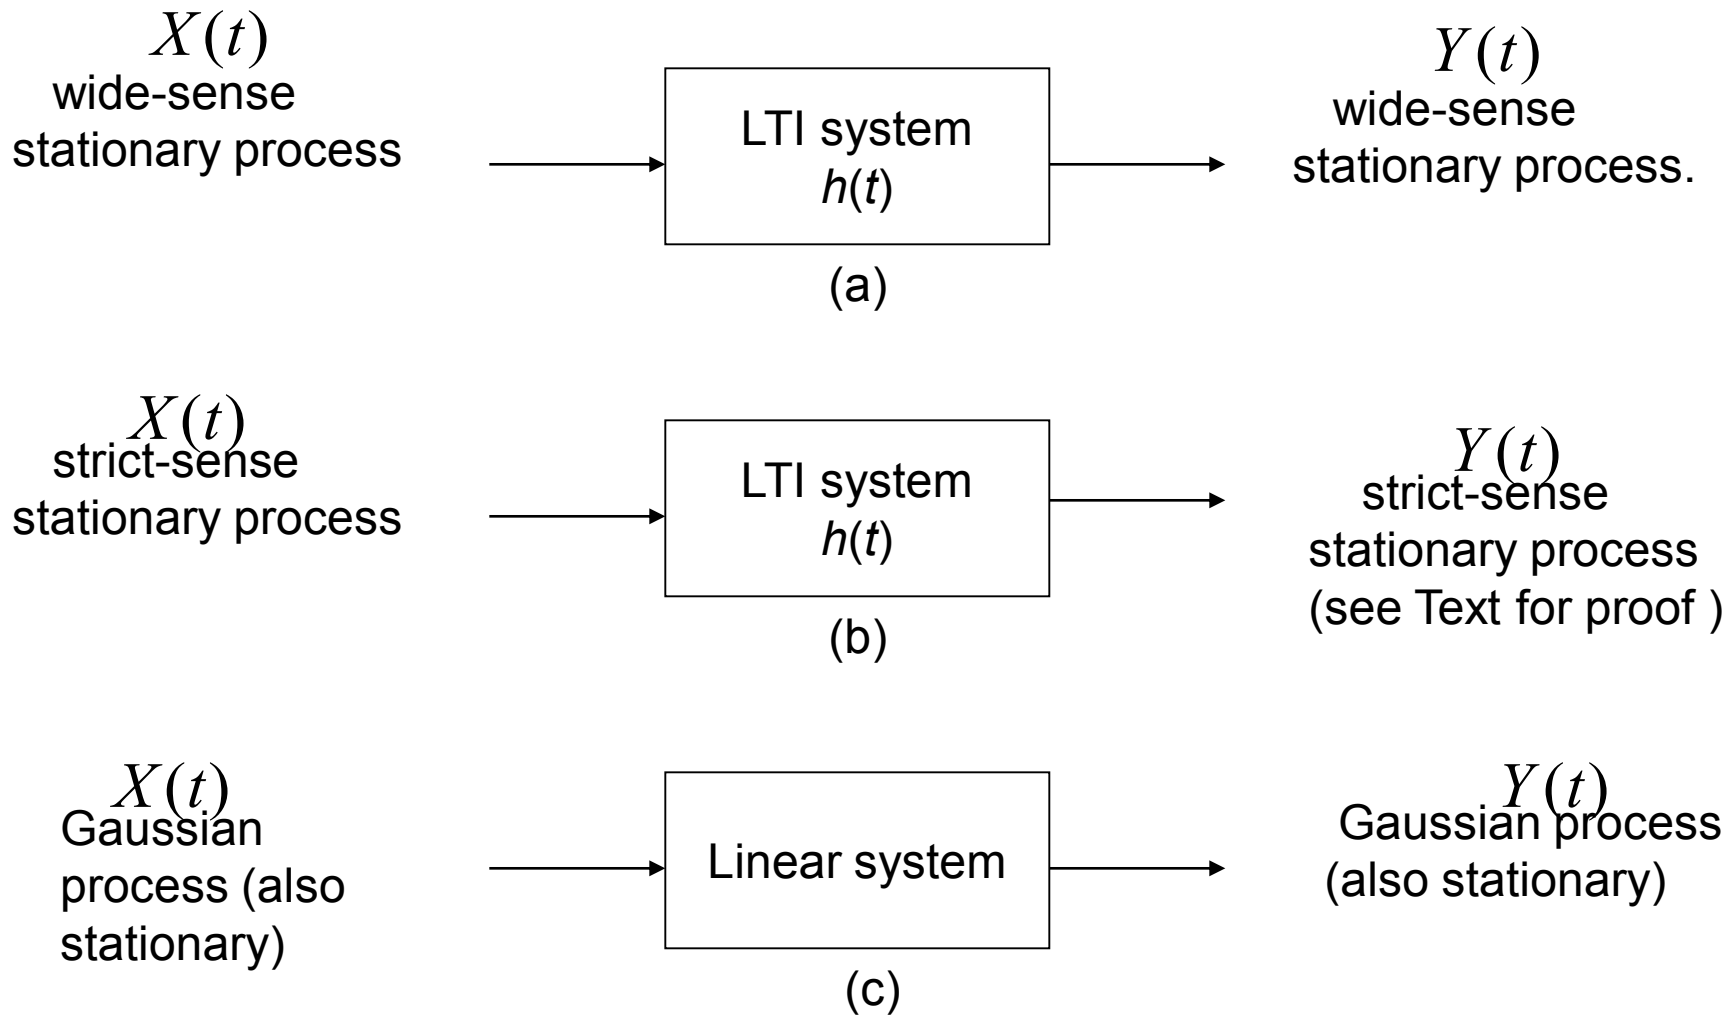 X(t)
wide-sense
stationary process
LTI system
h(t)
Y(t)
wide-sense
stationary process.
(a)
X(t)
strict-sense
stationary process
LTI system
h(t)
Y(t)
strict-sense
stationary process
(see Text for proof )
(b)
X(t)
Gaussian
process (also
stationary)
Linear system
Y(t)
Gaussian process
(also stationary)
(c)